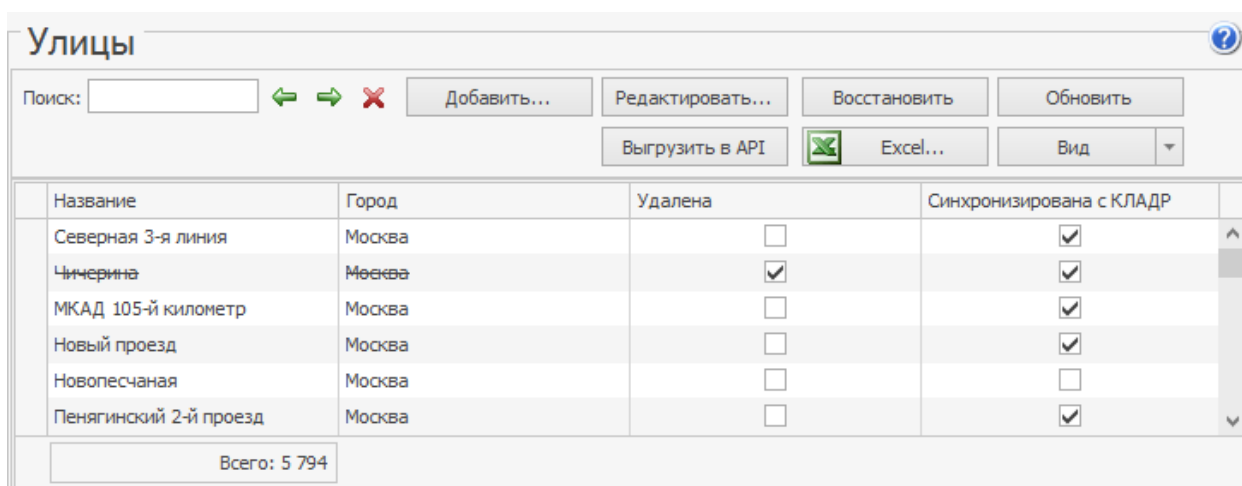 Улицы
Поиск: Добавить... Редактировать... Восстановить Обновить
Выгрузить в API Excel... Вид
Название Город Удалена Синхронизирована с КЛАДР
Северная 3-я линия Москва
Чичерина Москва
МКАД 105-й километр Москва
Новый проезд Москва
Новопесчаная Москва
Пенягинский 2-й проезд Москва
Всего: 5 794